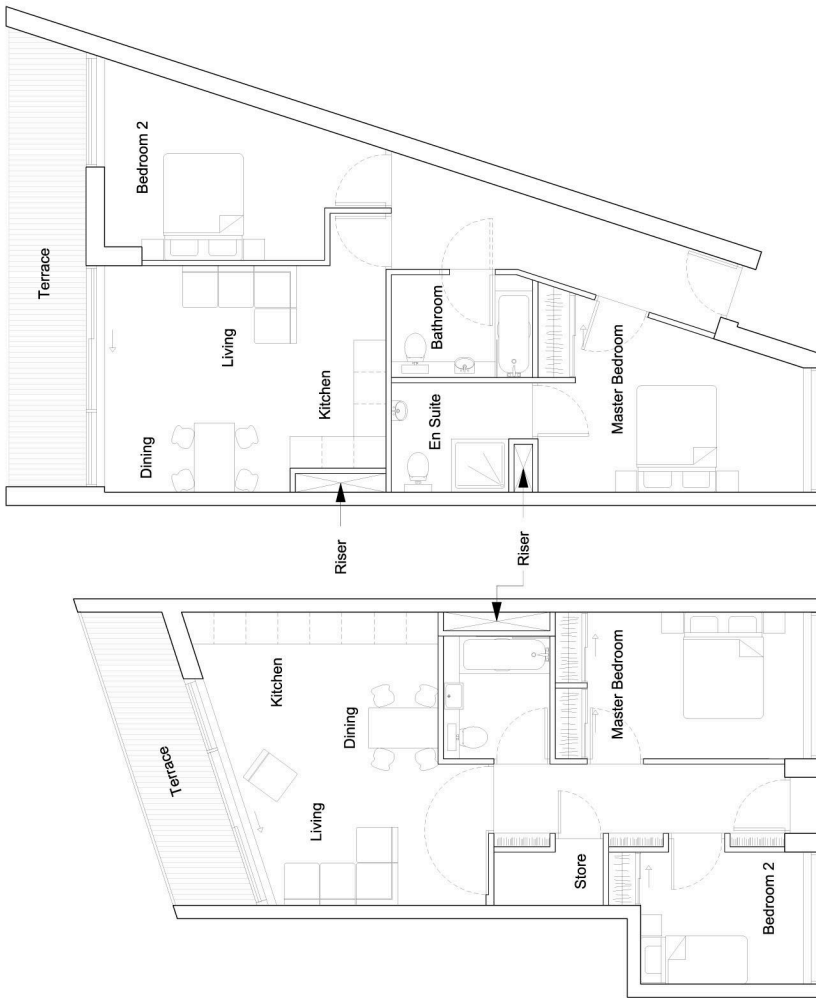 Terrace
Bedroom 2
Living
Dining
Kitchen
Bathroom
En Suite
Master Bedroom
Riser
Riser
Terrace
Kitchen
Dining
Living
Master Bedroom
Store
Bedroom 2